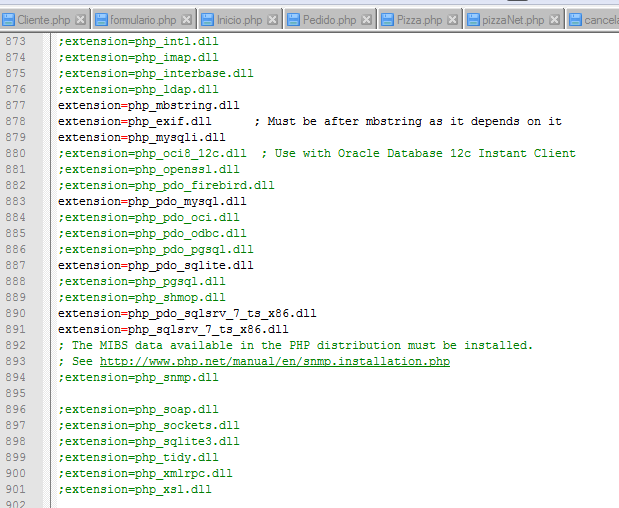 Cliente.php formulario.php Inicio.php Pedido.php Pizza.php pizzaNet.php cancela
873 ;extension=php_intl.dll
874 ;extension=php_imap.dll
875 ;extension=php_interbase.dll
876 ;extension=php_ldap.dll
877 extension=php_mbstring.dll
878 extension=php_exif.dll ; Must be after mbstring as it depends on it
879 extension=php_mysqli.dll
880 ;extension=php_oci8_12c.dll ; Use with Oracle Database 12c Instant Client
881 ;extension=php_openssl.dll
882 ;extension=php_pdo_firebird.dll
883 extension=php_pdo_mysql.dll
884 ;extension=php_pdo_oci.dll
885 ;extension=php_pdo_odbc.dll
886 ;extension=php_pdo_pgsql.dll
887 extension=php_pdo_sqlite.dll
888 ;extension=php_pgsql.dll
889 ;extension=php_shmop.dll
890 extension=php_pdo_sqlsrv_7_ts_x86.dll
891 extension=php_sqlsrv_7_ts_x86.dll
892 ; The MIBS data available in the PHP distribution must be installed.
893 ; See http://www.php.net/manual/en/snmp.installation.php
894 ;extension=php_snmp.dll
895
896 ;extension=php_soap.dll
897 ;extension=php_sockets.dll
898 ;extension=php_sqlite3.dll
899 ;extension=php_tidy.dll
900 ;extension=php_xmlrpc.dll
901 ;extension=php_xsl.dll
902